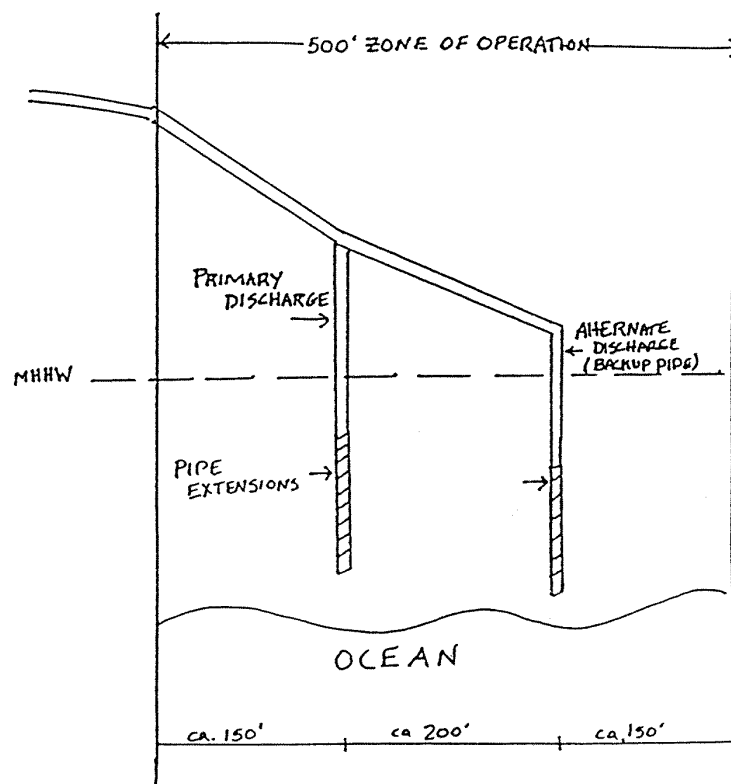 500' ZONE OF OPERATION
PRIMARY
DISCHARGE
ALTERNATE
DISCHARGE
(BACKUP PIPE)
MHHW
PIPE
EXTENSIONS
OCEAN
ca. 150'
ca 200'
ca. 150'